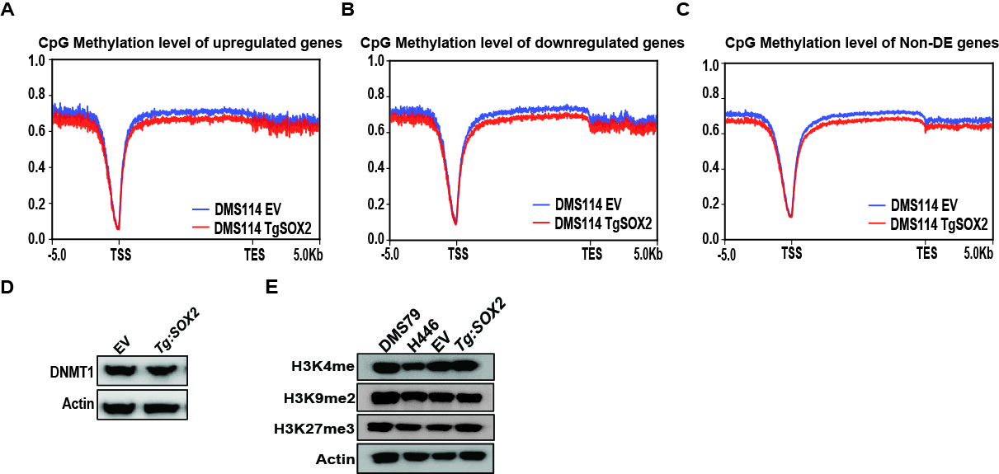 A
CpG Methylation level of upregulated genes
1.0
0.8
0.6
0.4
0.2
0.0
-5.0
TSS
TES
5.0Kb
DMS114 EV
DMS114 TgSOX2
B
CpG Methylation level of downregulated genes
1.0
0.8
0.6
0.4
0.2
0.0
-5.0
TSS
TES
5.0Kb
DMS114 EV
DMS114 TgSOX2
C
CpG Methylation level of Non-DE genes
1.0
0.8
0.6
0.4
0.2
0.0
-5.0
TSS
TES
5.0Kb
DMS114 EV
DMS114 TgSOX2
D
EV
Tg:SOX2
DNMT1
Actin
E
DMS79
H446
EV
Tg:SOX2
H3K4me
H3K9me2
H3K27me3
Actin